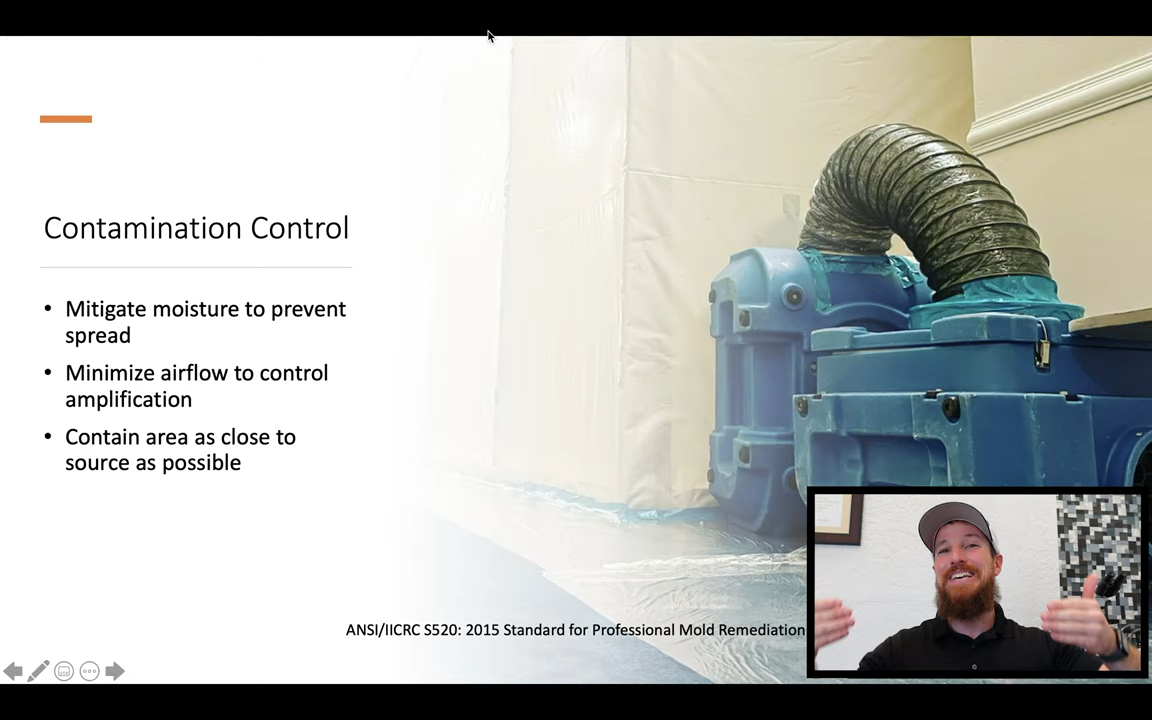 Contamination Control
• Mitigate moisture to prevent
spread
• Minimize airflow to control
amplification
• Contain area as close to
source as possible
ANSI/IICRC S520: 2015 Standard for Professional Mold Remediation